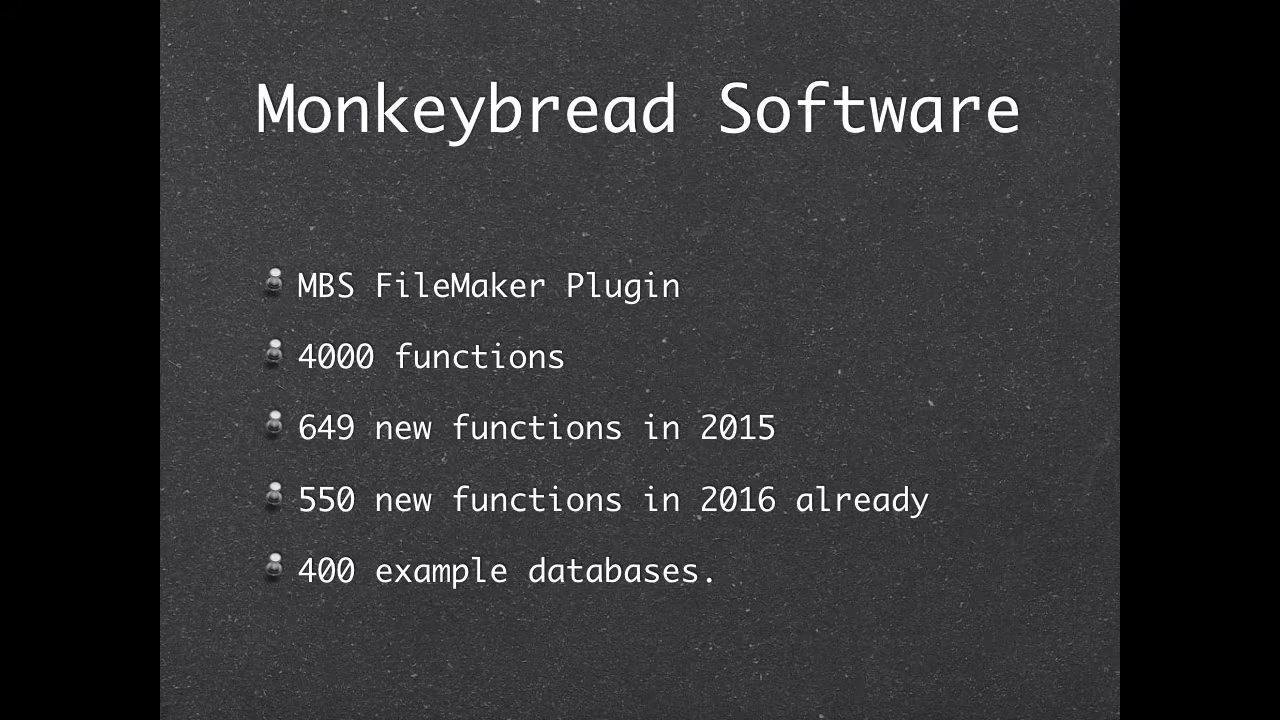 Monkeybread Software
MBS FileMaker Plugin
4000 functions
649 new functions in 2015
550 new functions in 2016 already
400 example databases.